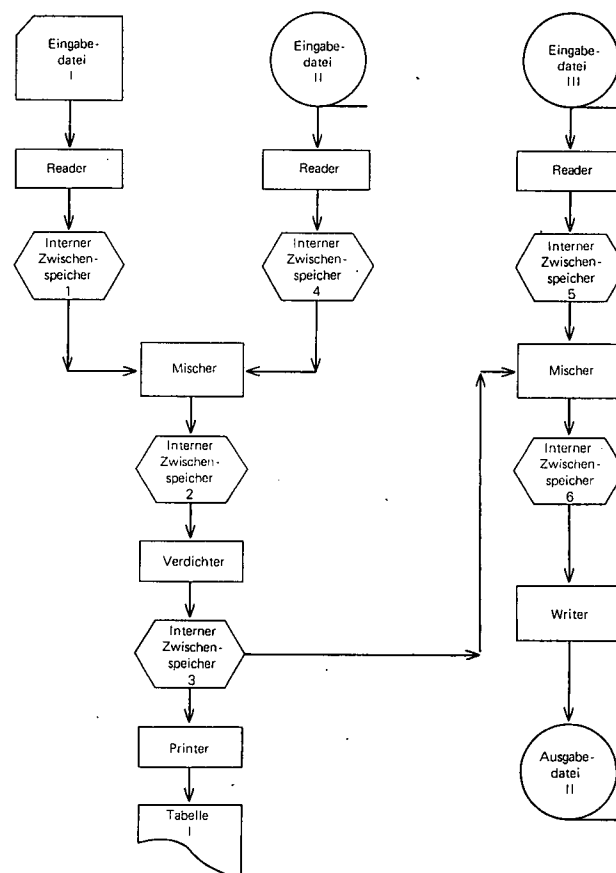 Eingabe-
datei
I
Eingabe-
datei
II
Eingabe-
datei
III
Reader
Reader
Reader
Interner
Zwischen-
speicher
1
Interner
Zwischen-
speicher
4
Interner
Zwischen-
speicher
5
Mischer
Mischer
Interner
Zwischen-
speicher
2
Interner
Zwischen-
speicher
6
Verdichter
Writer
Interner
Zwischen-
speicher
3
Printer
Ausgabe-
datei
II
Tabelle
I